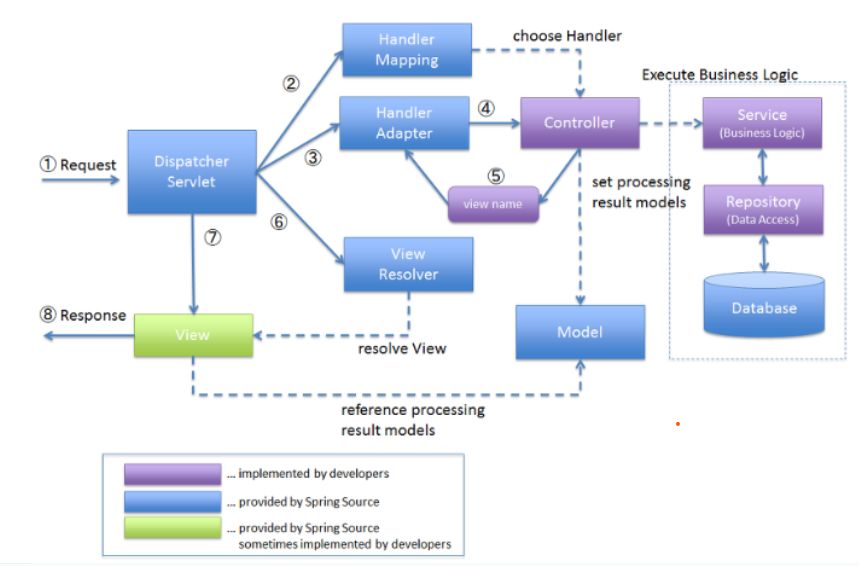 Handler
Mapping
choose Handler
②
Execute Business Logic
Handler
Adapter
④
Controller
Service
(Business Logic)
① Request
Dispatcher
Servlet
③
⑤
view name
set processing
result models
Repository
(Data Access)
⑥
⑦
View
Resolver
Database
⑧ Response
View
resolve View
Model
reference processing
result models
... implemented by developers
... provided by Spring Source
... provided by Spring Source
sometimes implemented by developers